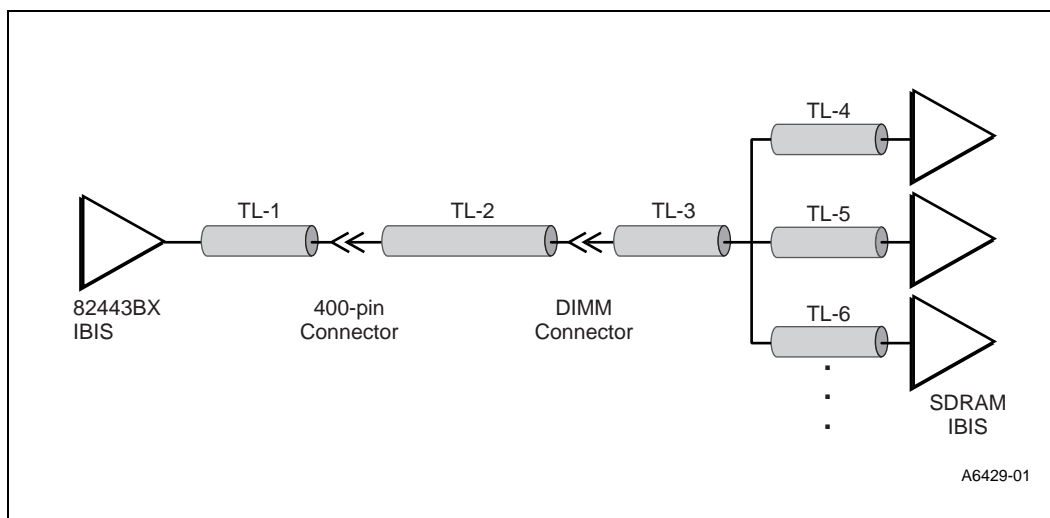 TL-4
TL-1
TL-2
TL-3
TL-5
82443BX
IBIS
400-pin
Connector
DIMM
Connector
TL-6
SDRAM
IBIS
A6429-01